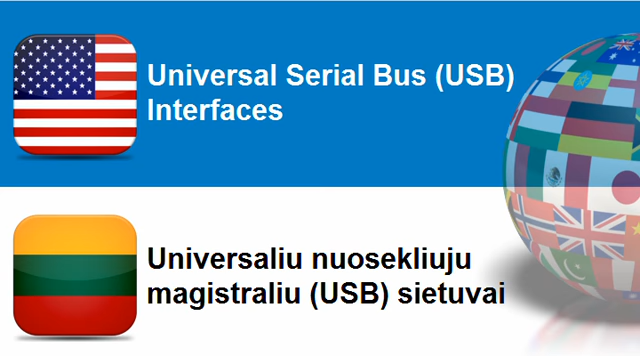 Universal Serial Bus (USB)
Interfaces
Universaliu nuosekliuju
magistraliu (USB) sietuvai